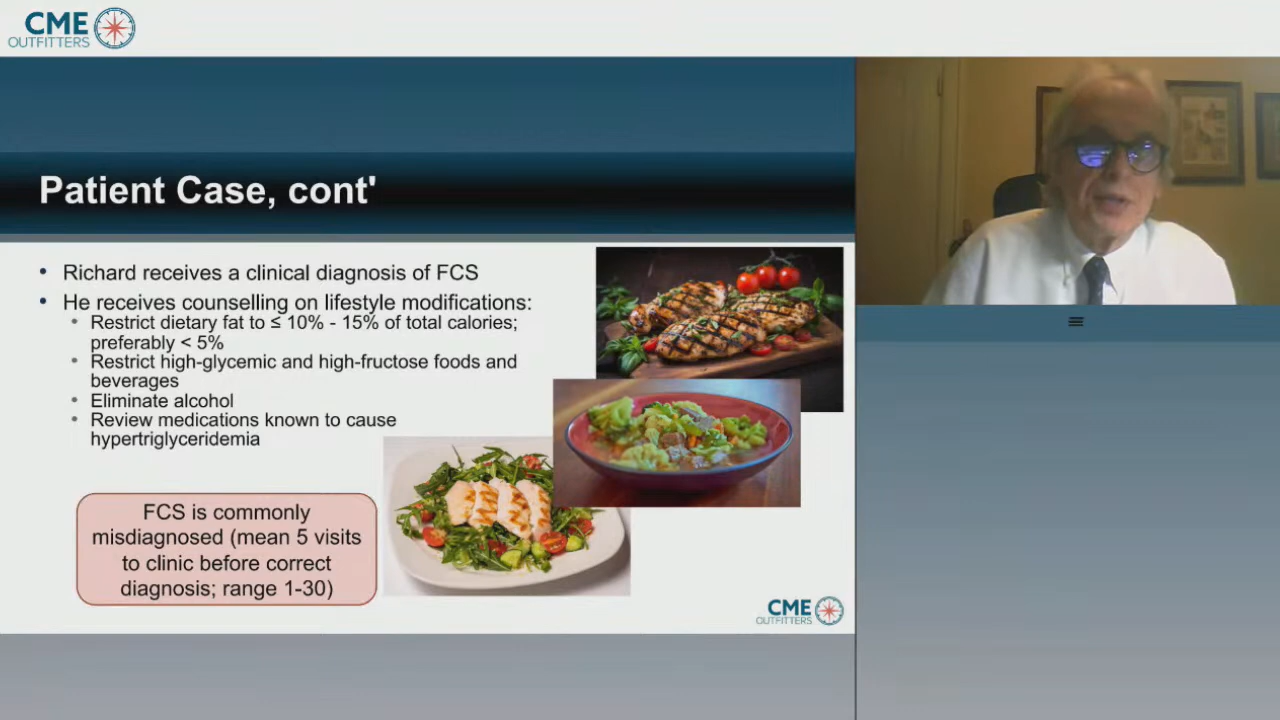 CME
OUTFITTERS
Patient Case, cont'
• Richard receives a clinical diagnosis of FCS
• He receives counselling on lifestyle modifications:
• Restrict dietary fat to ≤ 10% - 15% of total calories;
preferably < 5%
• Restrict high-glycemic and high-fructose foods and
beverages
• Eliminate alcohol
• Review medications known to cause
hypertriglyceridemia
FCS is commonly
misdiagnosed (mean 5 visits
to clinic before correct
diagnosis; range 1-30)
CME
OUTFITTERS